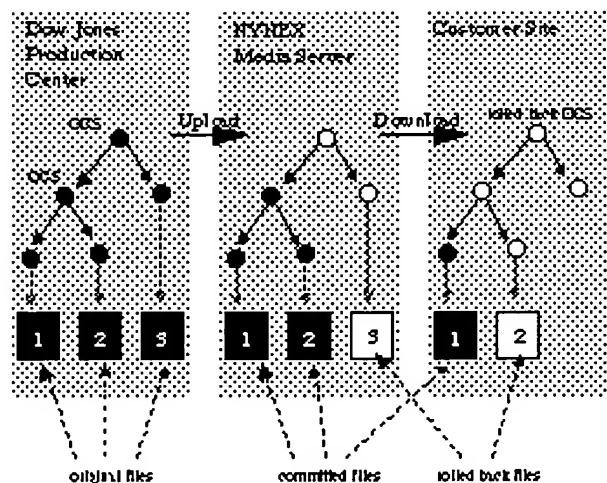 Dow Jones
Production
Center
NYNEX
Media Server
Customer Site
OCS
Upload
Download
rolled back OCS
OCS
1
2
3
1
2
3
1
2
original files
committed files
rolled back files